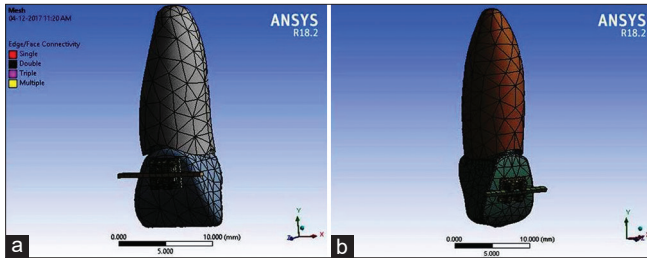 Mesh
04-12-2017 11:20 AM
Edge/Face Connectivity
Single
Double
Triple
Multiple
ANSYS
R18.2
Y
Z
X
0.000
10.000 (mm)
5.000
a
ANSYS
R18.2
Y
X
0.000
10.000 (mm)
5.000
b